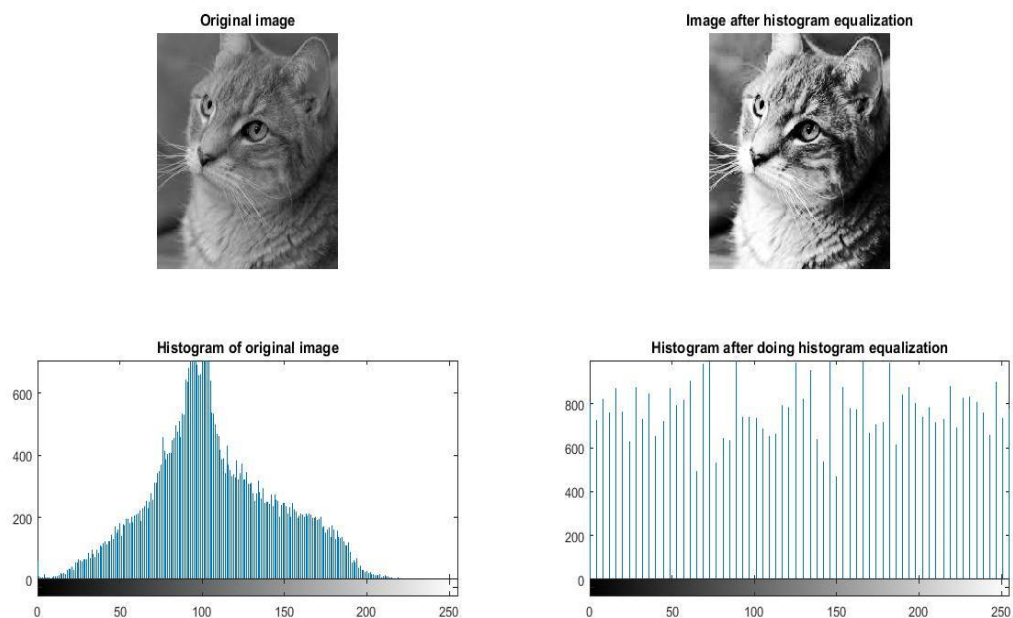 Original image
Image after histogram equalization
Histogram of original image
Histogram after doing histogram equalization
600
400
200
0
0 50 100 150 200 250
800
600
400
200
0
0 50 100 150 200 250